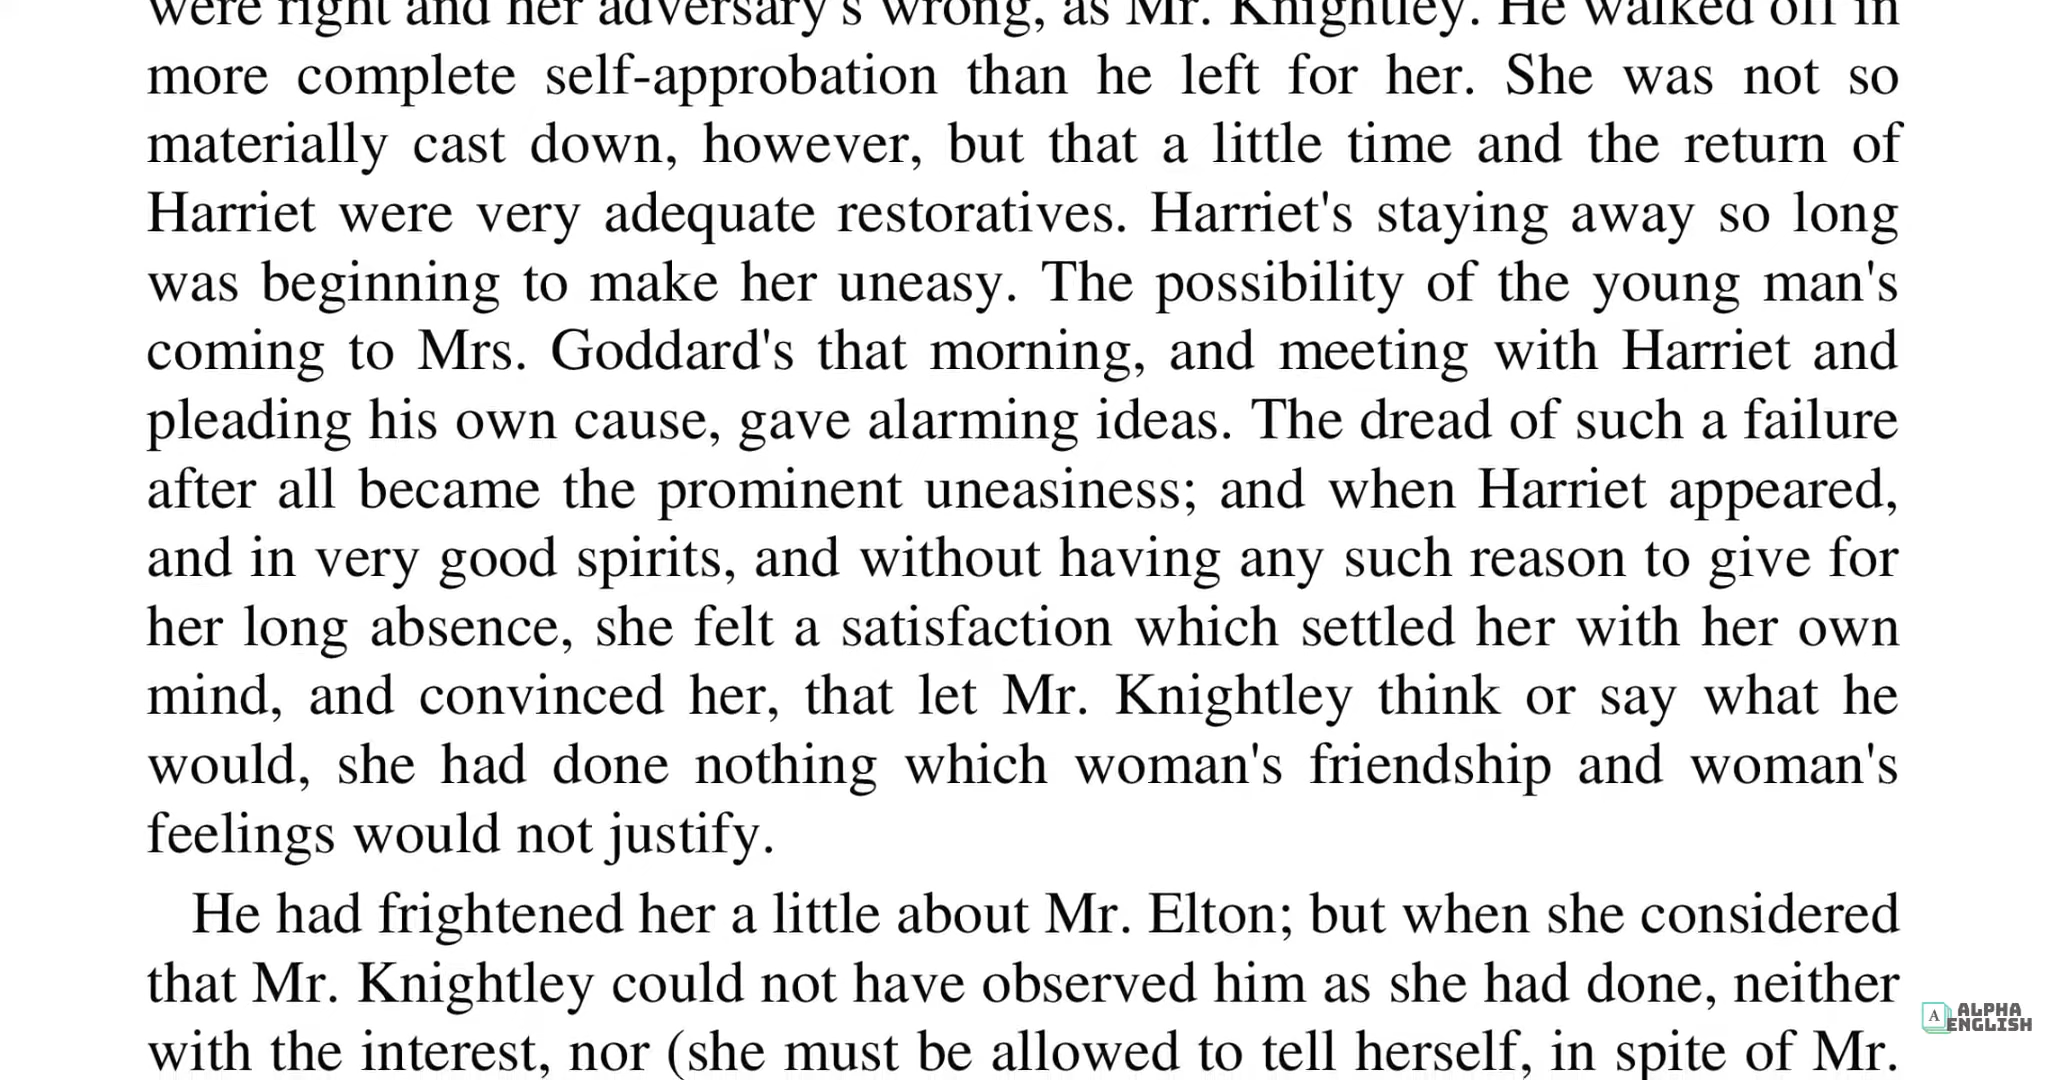 were right and her adversary's wrong, as Mr. Knightley. He walked off in
more complete self-approbation than he left for her. She was not so
materially cast down, however, but that a little time and the return of
Harriet were very adequate restoratives. Harriet's staying away so long
was beginning to make her uneasy. The possibility of the young man's
coming to Mrs. Goddard's that morning, and meeting with Harriet and
pleading his own cause, gave alarming ideas. The dread of such a failure
after all became the prominent uneasiness; and when Harriet appeared,
and in very good spirits, and without having any such reason to give for
her long absence, she felt a satisfaction which settled her with her own
mind, and convinced her, that let Mr. Knightley think or say what he
would, she had done nothing which woman's friendship and woman's
feelings would not justify.
He had frightened her a little about Mr. Elton; but when she considered
that Mr. Knightley could not have observed him as she had done, neither
with the interest, nor (she must be allowed to tell herself, in spite of Mr.
A ALPHA
ENGLISH